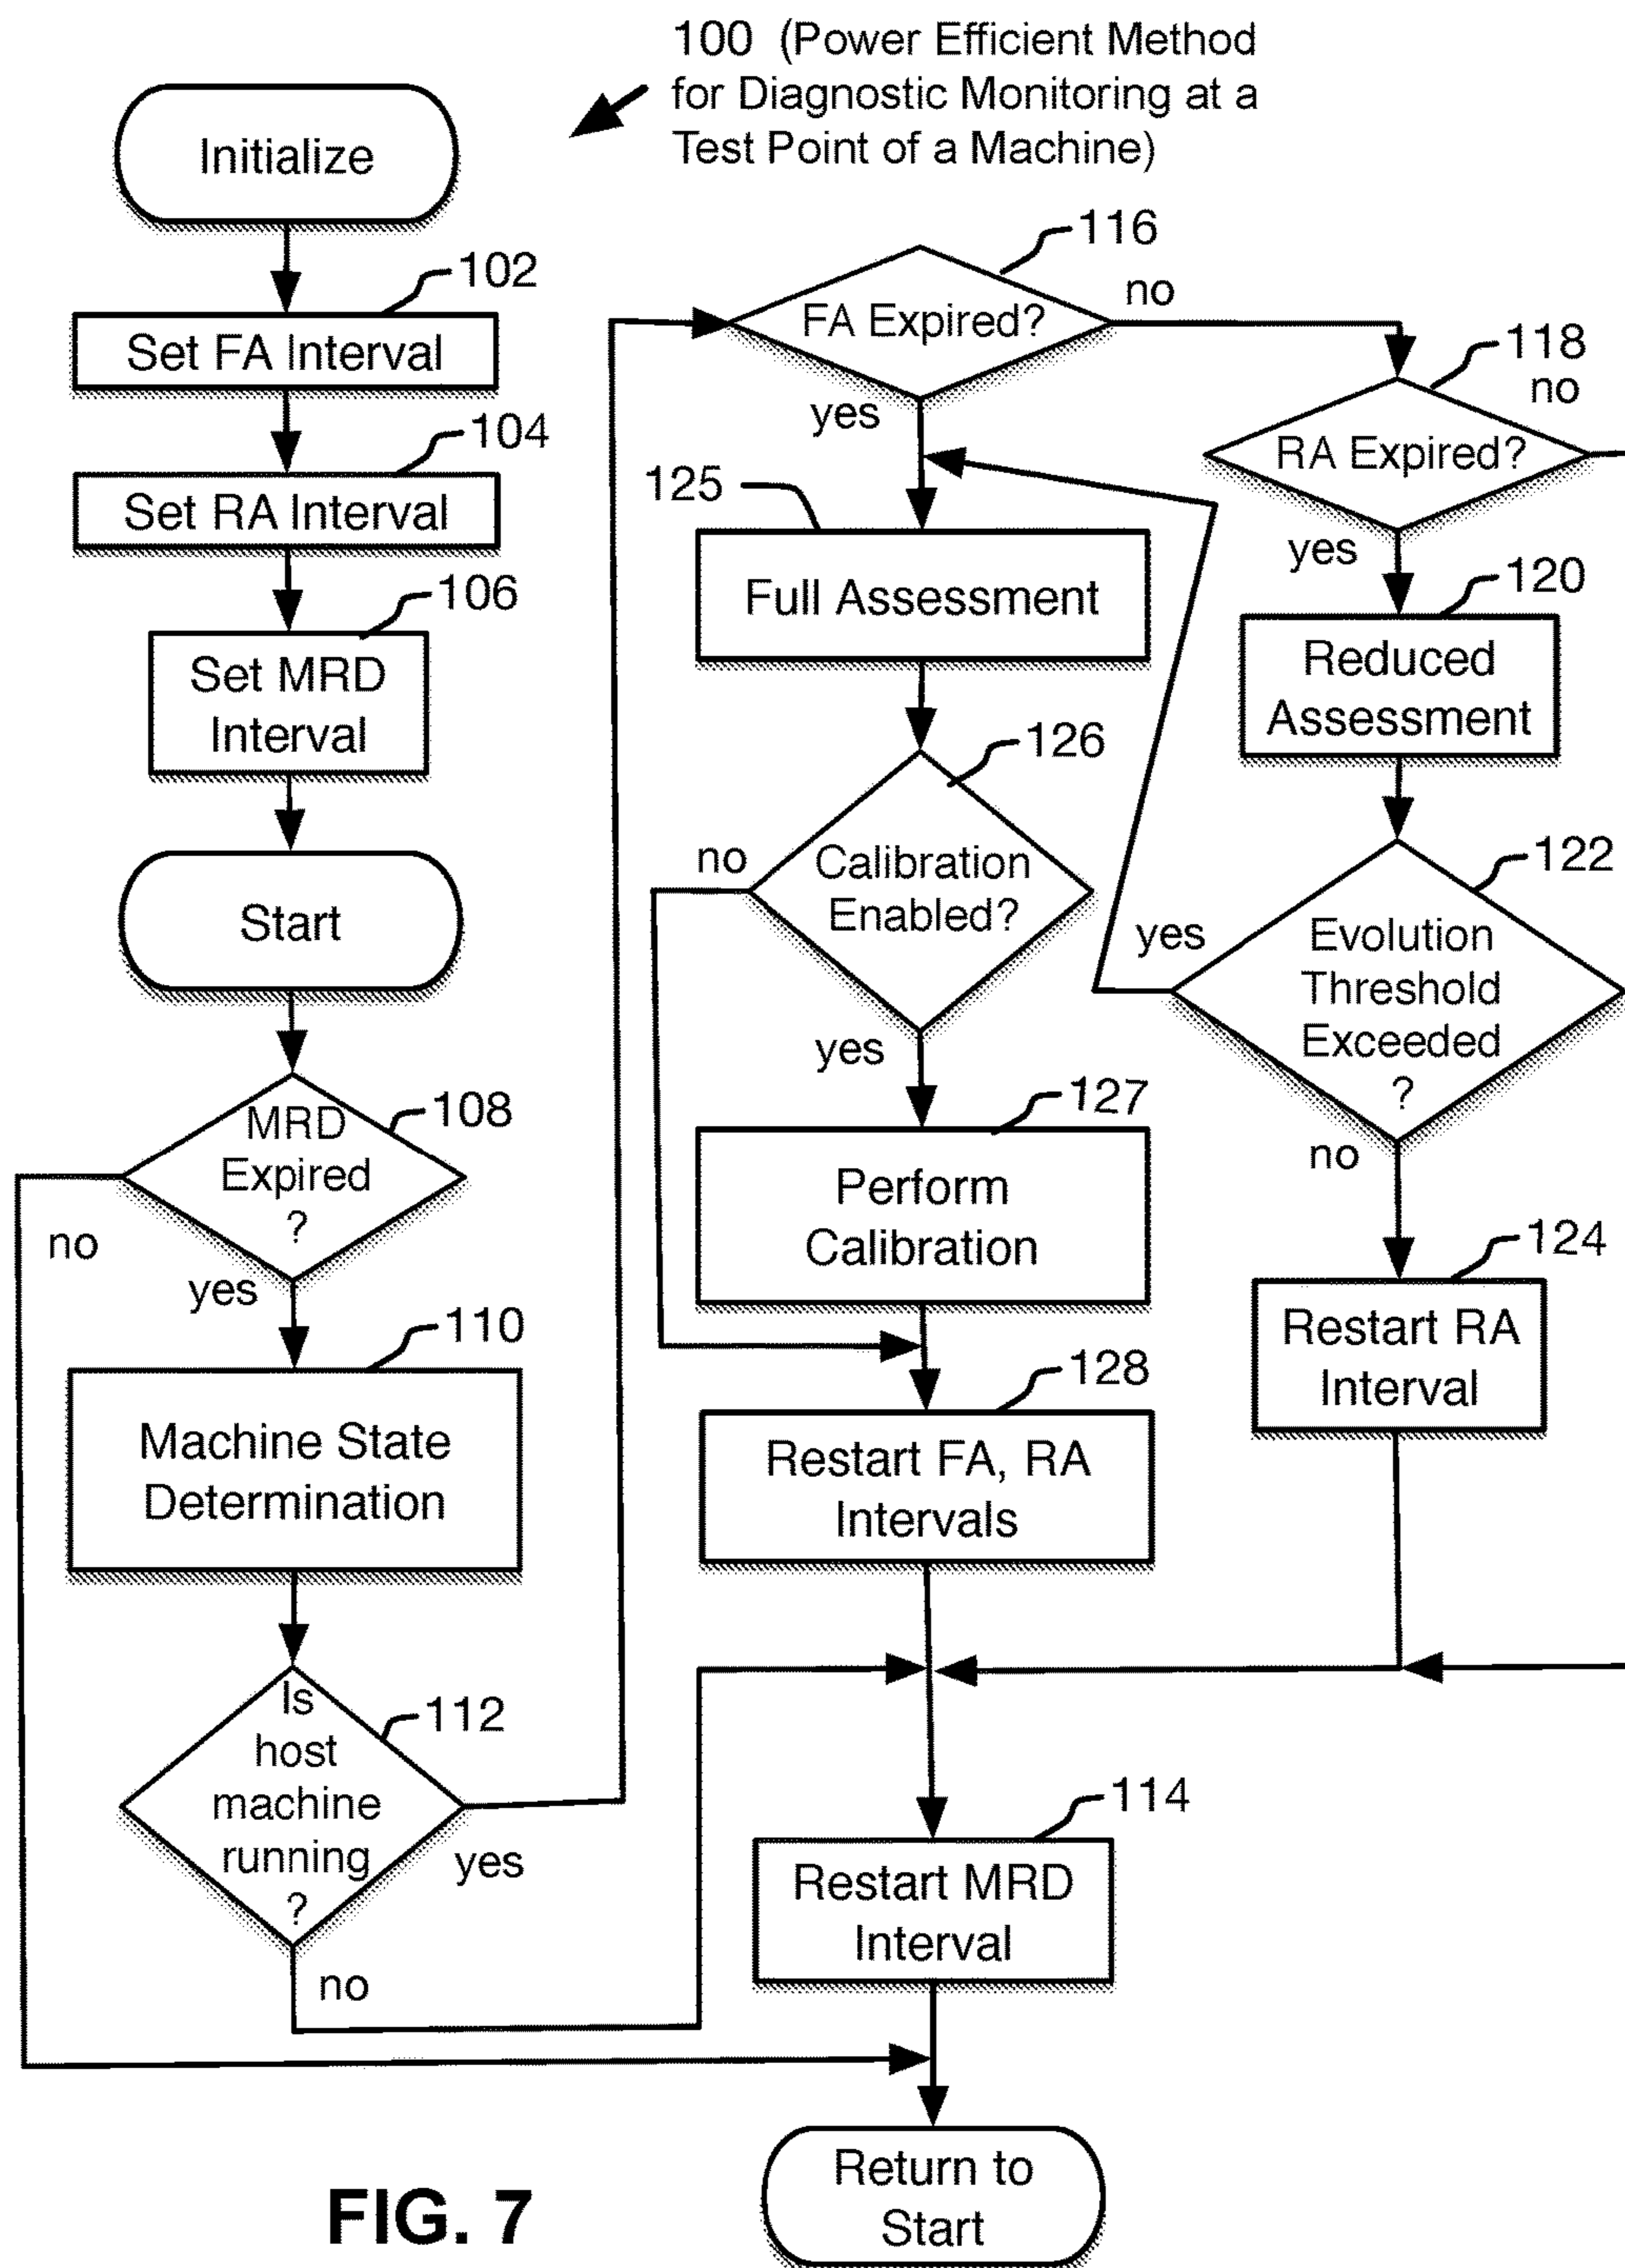 100 (Power Efficient Method
for Diagnostic Monitoring at a
Test Point of a Machine)
Initialize
102
Set FA Interval
104
Set RA Interval
106
Set MRD
Interval
Start
108
MRD
Expired
?
no
yes
110
Machine State
Determination
112
Is
host
machine
running
?
yes
no
116
FA Expired?
no
yes
125
Full Assessment
126
Calibration
Enabled?
no
yes
127
Perform
Calibration
128
Restart FA, RA
Intervals
114
Restart MRD
Interval
Return to
Start
118
no
RA Expired?
yes
120
Reduced
Assessment
122
yes
Evolution
Threshold
Exceeded
?
no
124
Restart RA
Interval
FIG. 7